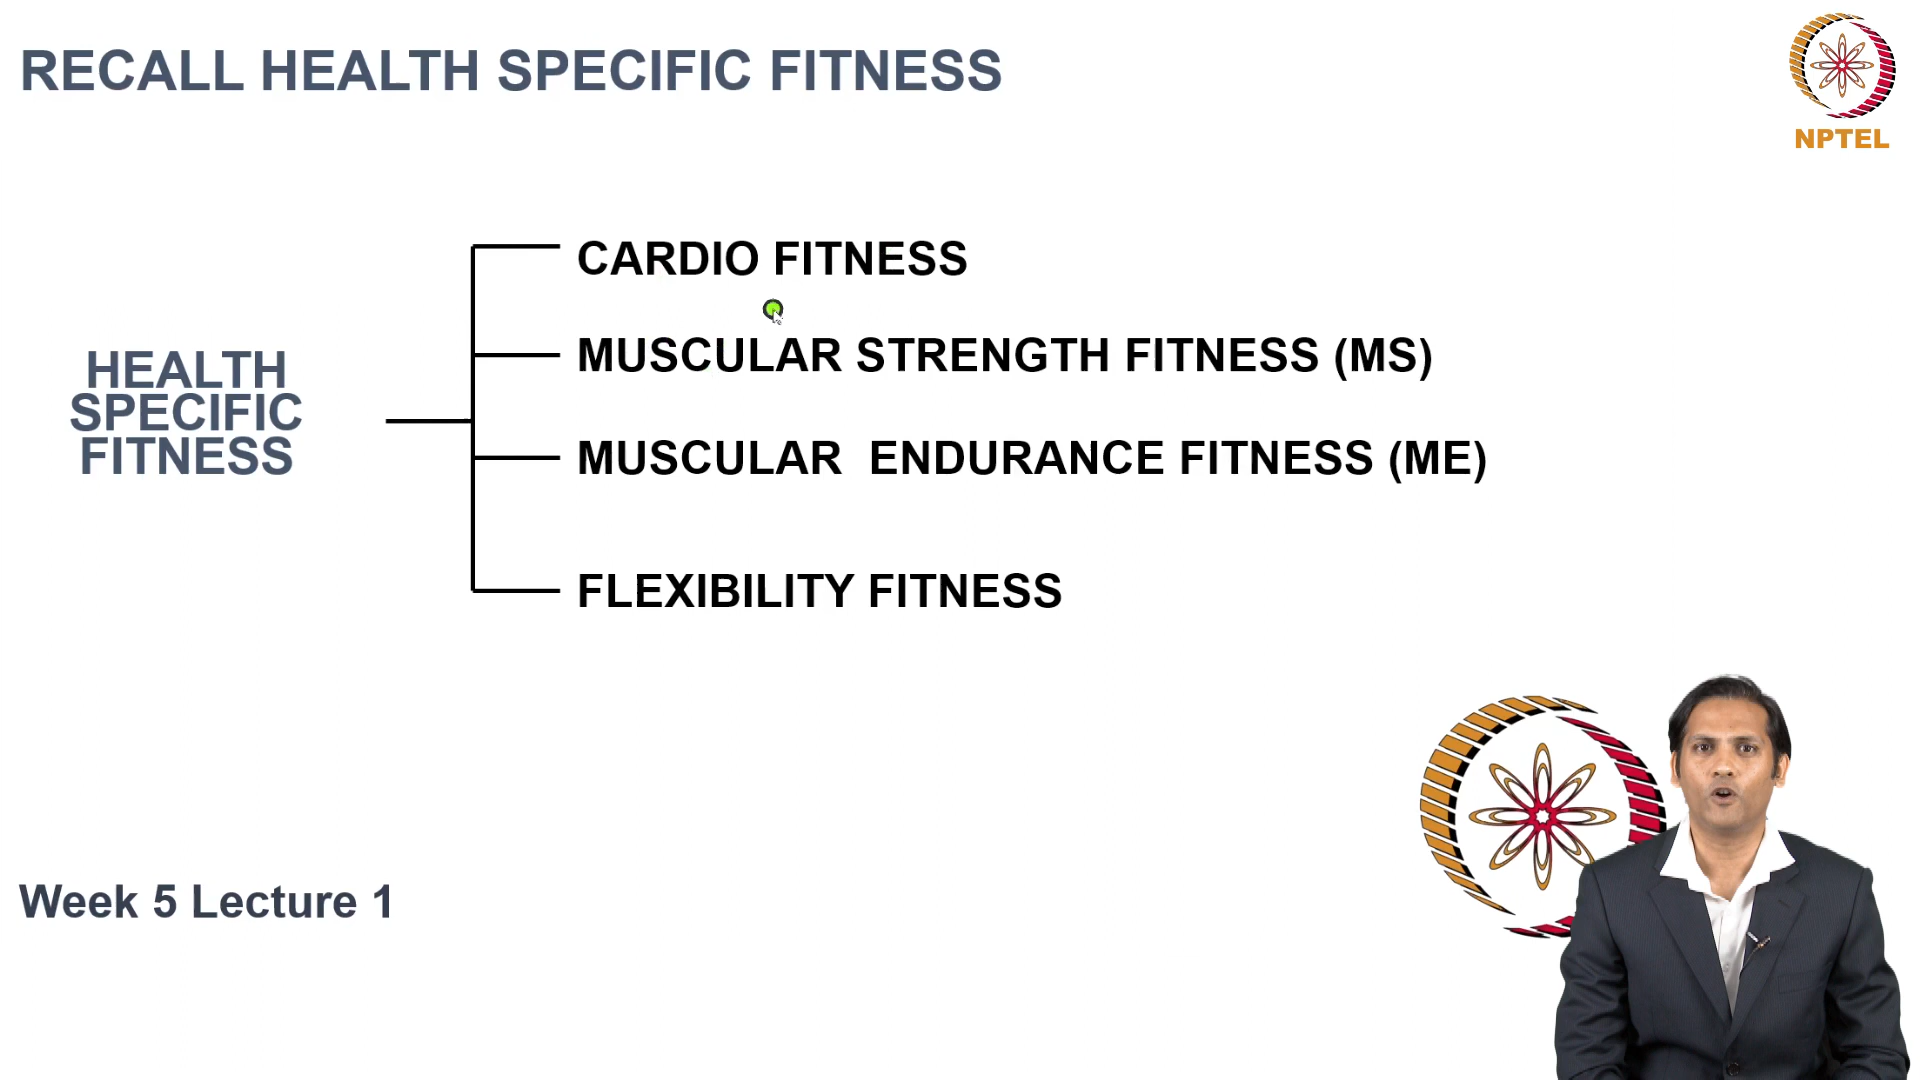 RECALL HEALTH SPECIFIC FITNESS
NPTEL
CARDIO FITNESS
MUSCULAR STRENGTH FITNESS (MS)
HEALTH
SPECIFIC
FITNESS
MUSCULAR ENDURANCE FITNESS (ME)
FLEXIBILITY FITNESS
Week 5 Lecture 1